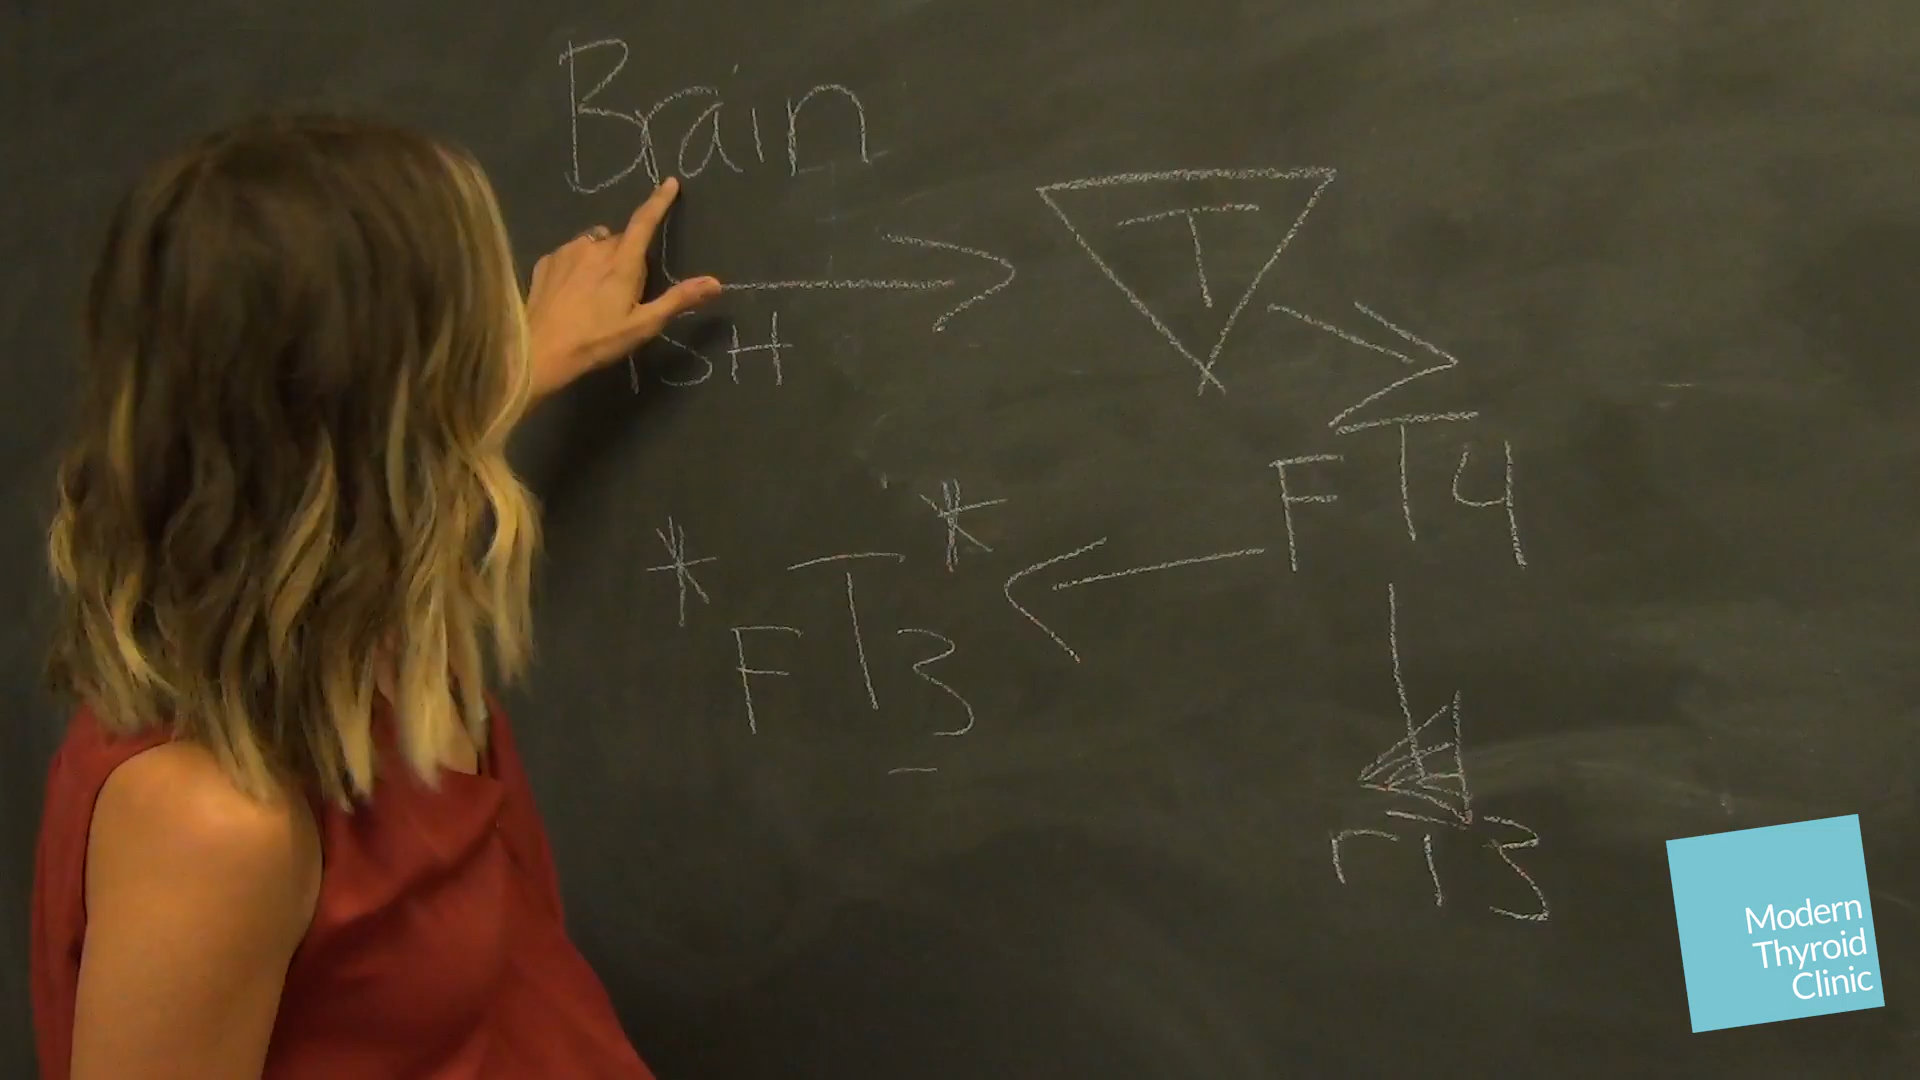 Brain
T
TSH
FT4
* FT3 *
rT3
Modern
Thyroid
Clinic